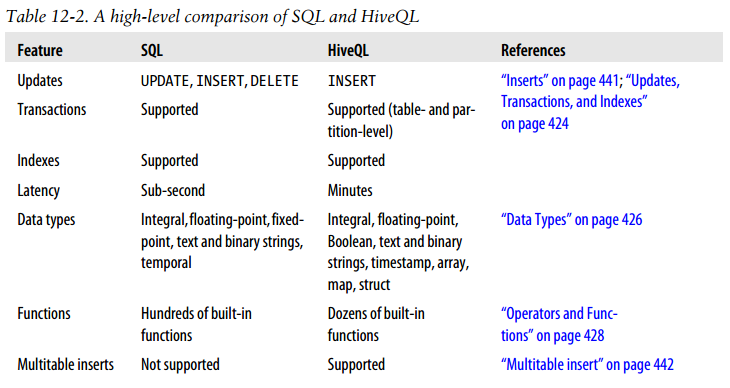 Table 12-2. A high-level comparison of SQL and HiveQL
Feature SQL HiveQL References
Updates UPDATE, INSERT, DELETE INSERT “Inserts” on page 441; “Updates,
Transactions, and Indexes”
on page 424
Transactions Supported Supported (table- and par-
tition-level)
Indexes Supported Supported
Latency Sub-second Minutes
Data types Integral, floating-point, fixed- Integral, floating-point, “Data Types” on page 426
point, text and binary strings, Boolean, text and binary
temporal strings, timestamp, array,
map, struct
Functions Hundreds of built-in Dozens of built-in “Operators and Func-
functions functions tions” on page 428
Multitable inserts Not supported Supported “Multitable insert” on page 442